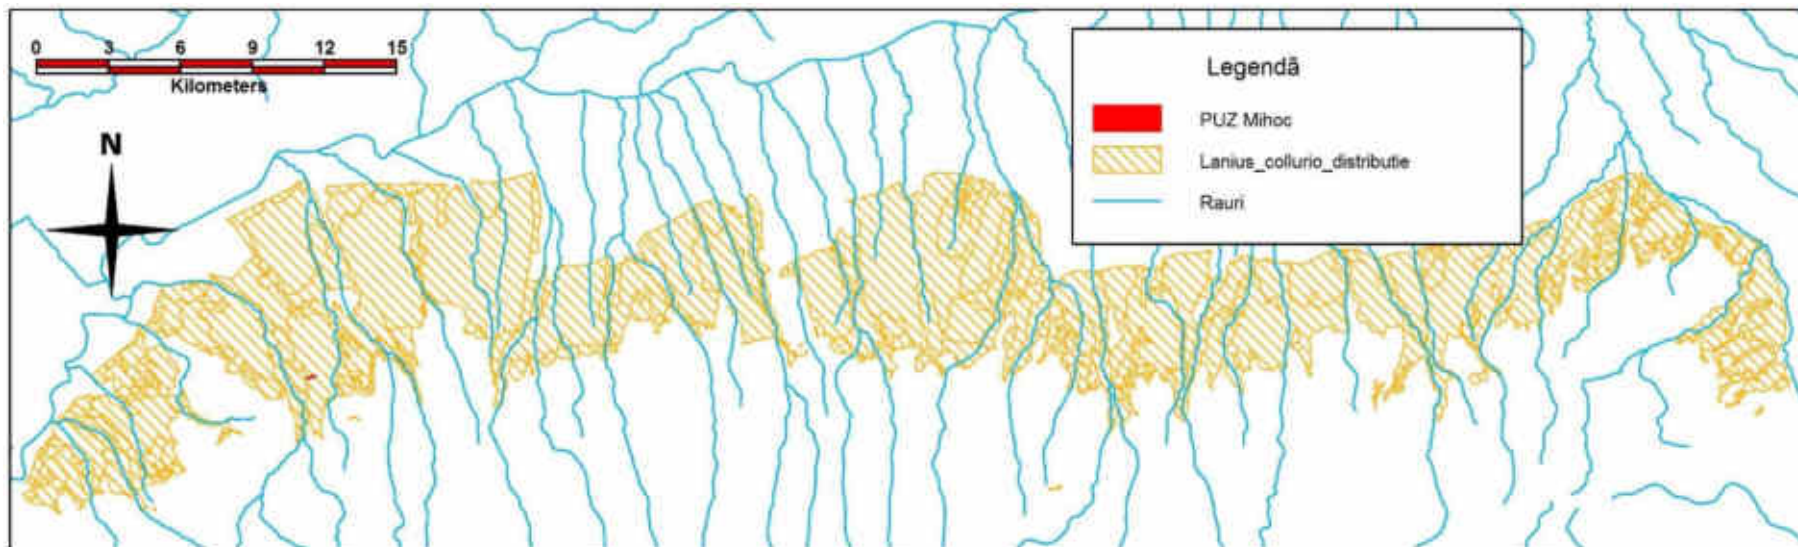 0 3 6 9 12 15
Kilometers
N
Legendă
PUZ Mihoc
Lanius_collurio_distributie
Rauri